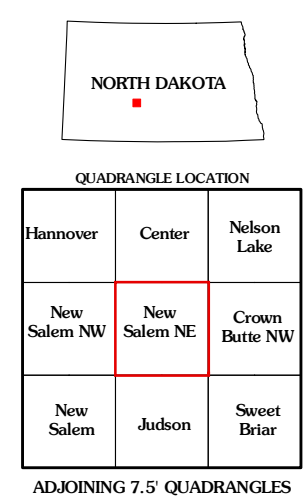 NORTH DAKOTA
QUADRANGLE LOCATION
Hannover
Center
Nelson
Lake
New
Salem NW
New
Salem NE
Crown
Butte NW
New
Salem
Judson
Sweet
Briar
ADJOINING 7.5' QUADRANGLES